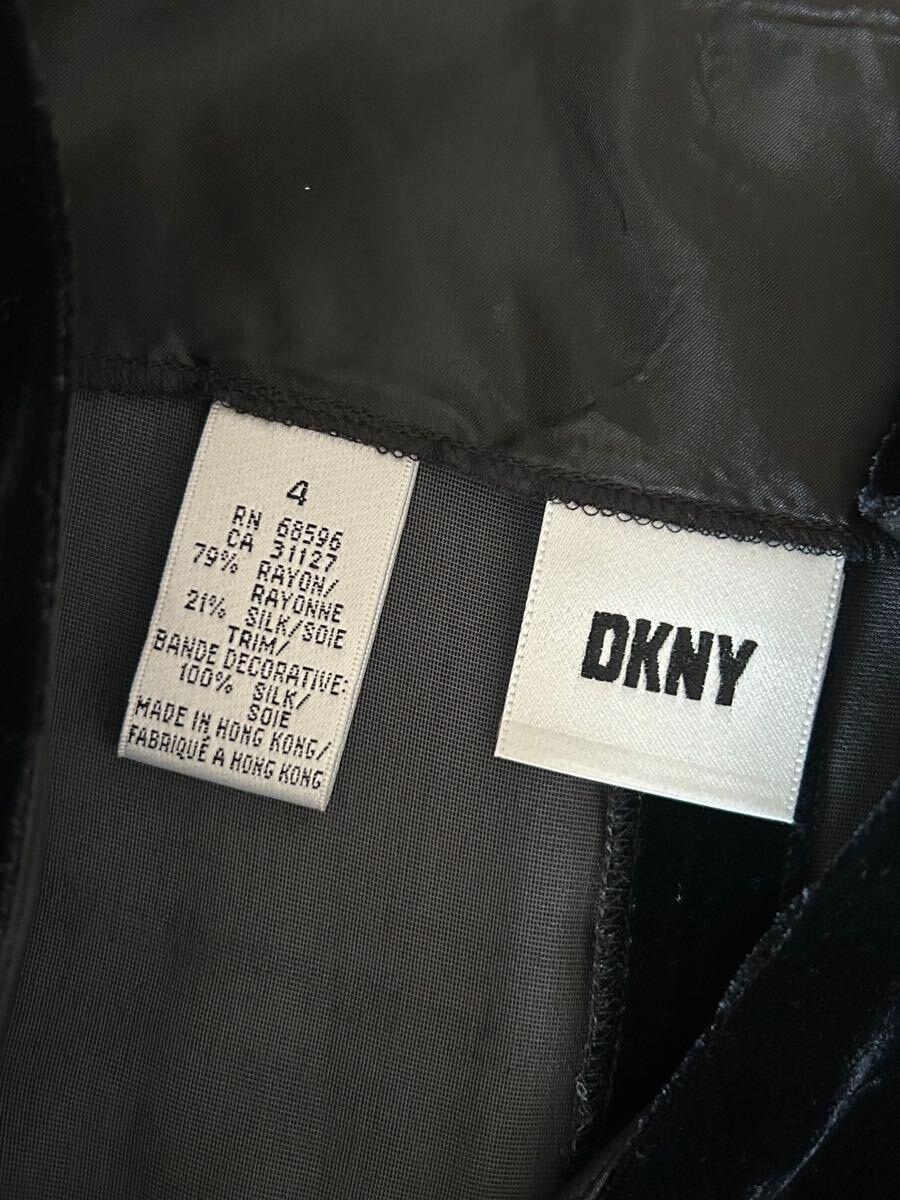 4
RN 68596
CA 31127
79% RAYON/
RAYONNE
21% SILK/SOIE
TRIM/
BANDE DECORATIVE:
100% SILK/
SOIE
MADE IN HONG KONG/
FABRIQUÉ A HONG KONG
DKNY